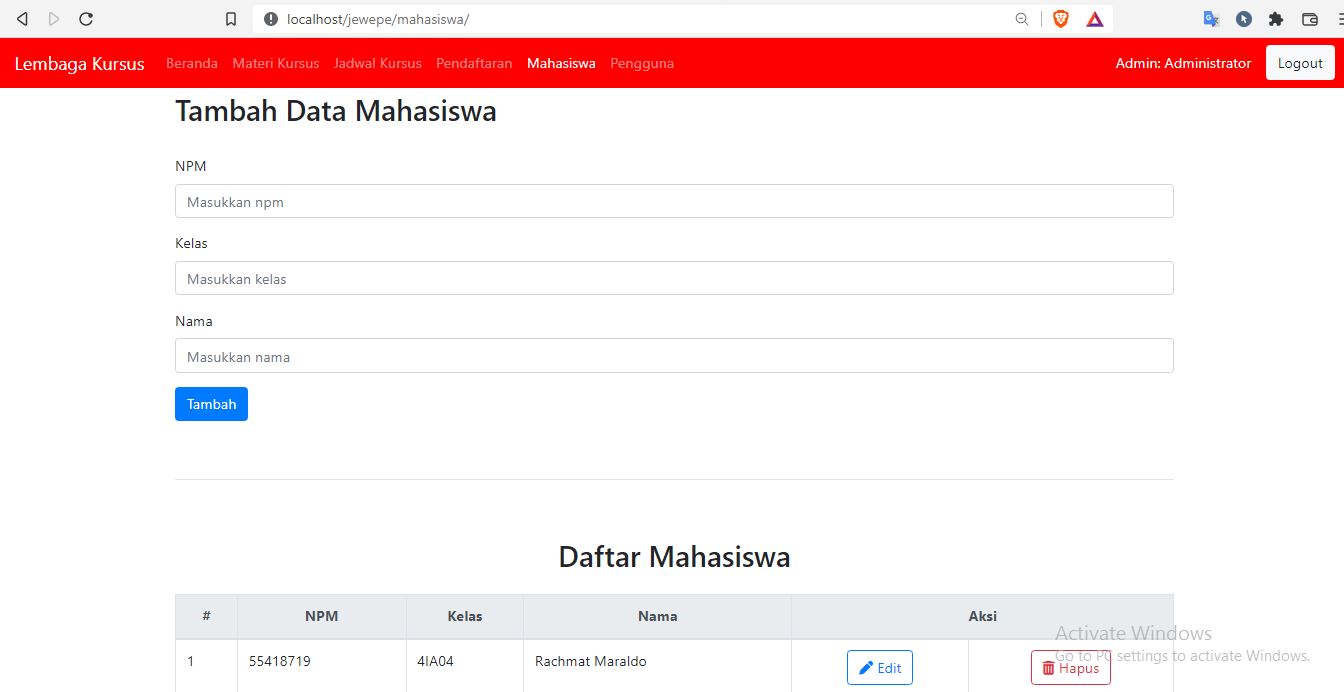 localhost/jewepe/mahasiswa/
Lembaga Kursus Beranda Materi Kursus Jadwal Kursus Pendaftaran Mahasiswa Pengguna Admin: Administrator Logout
Tambah Data Mahasiswa
NPM
Masukkan npm
Kelas
Masukkan kelas
Nama
Masukkan nama
Tambah
Daftar Mahasiswa
# NPM Kelas Nama Aksi
Activate Windows
Go to PC settings to activate Windows.
1 55418719 4IA04 Rachmat Maraldo Edit Hapus